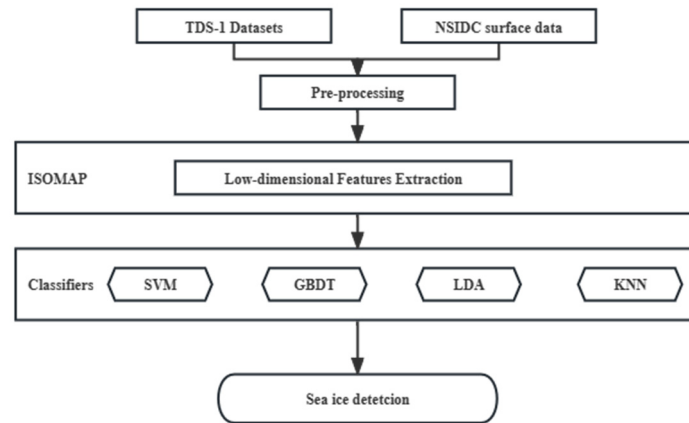 TDS-1 Datasets
NSIDC surface data
Pre-processing
ISOMAP
Low-dimensional Features Extraction
Classifiers
SVM
GBDT
LDA
KNN
Sea ice detetcion